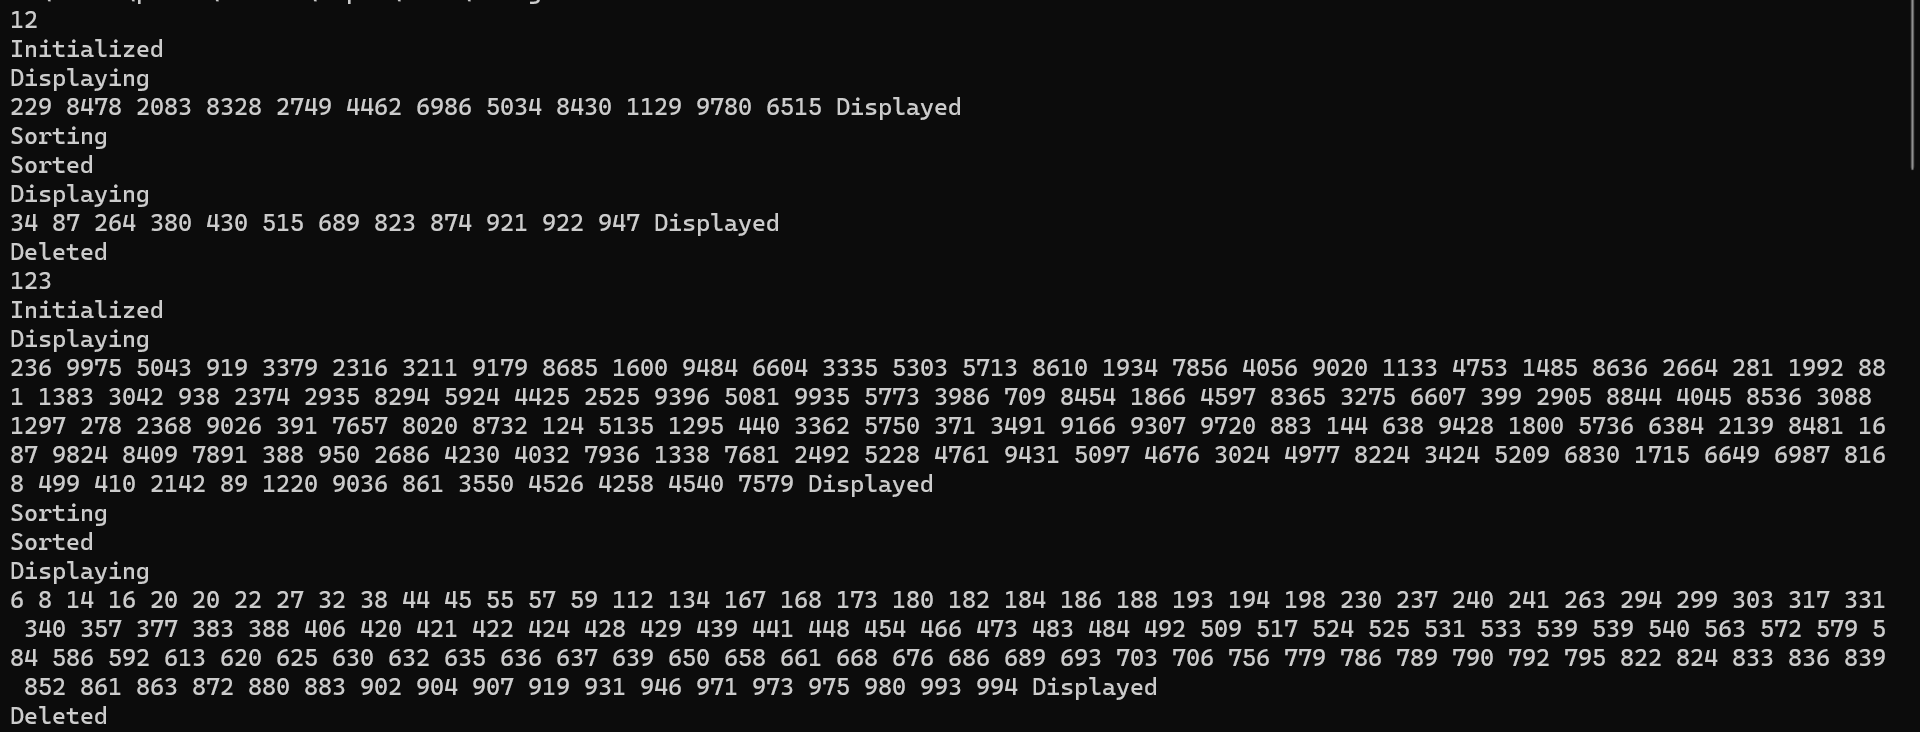 12
Initialized
Displaying
229 8478 2083 8328 2749 4462 6986 5034 8430 1129 9780 6515 Displayed
Sorting
Sorted
Displaying
34 87 264 380 430 515 689 823 874 921 922 947 Displayed
Deleted
123
Initialized
Displaying
236 9975 5043 919 3379 2316 3211 9179 8685 1600 9484 6604 3335 5303 5713 8610 1934 7856 4056 9020 1133 4753 1485 8636 2664 281 1992 88
1 1383 3042 938 2374 2935 8294 5924 4425 2525 9396 5081 9935 5773 3986 709 8454 1866 4597 8365 3275 6607 399 2905 8844 4045 8536 3088
1297 278 2368 9026 391 7657 8020 8732 124 5135 1295 440 3362 5750 371 3491 9166 9307 9720 883 144 638 9428 1800 5736 6384 2139 8481 16
87 9824 8409 7891 388 950 2686 4230 4032 7936 1338 7681 2492 5228 4761 9431 5097 4676 3024 4977 8224 3424 5209 6830 1715 6649 6987 816
8 499 410 2142 89 1220 9036 861 3550 4526 4258 4540 7579 Displayed
Sorting
Sorted
Displaying
6 8 14 16 20 20 22 27 32 38 44 45 55 57 59 112 134 167 168 173 180 182 184 186 188 193 194 198 230 237 240 241 263 294 299 303 317 331
340 357 377 383 388 406 420 421 422 424 428 429 439 441 448 454 466 473 483 484 492 509 517 524 525 531 533 539 539 540 563 572 579 5
84 586 592 613 620 625 630 632 635 636 637 639 650 658 661 668 676 686 689 693 703 706 756 779 786 789 790 792 795 822 824 833 836 839
852 861 863 872 880 883 902 904 907 919 931 946 971 973 975 980 993 994 Displayed
Deleted